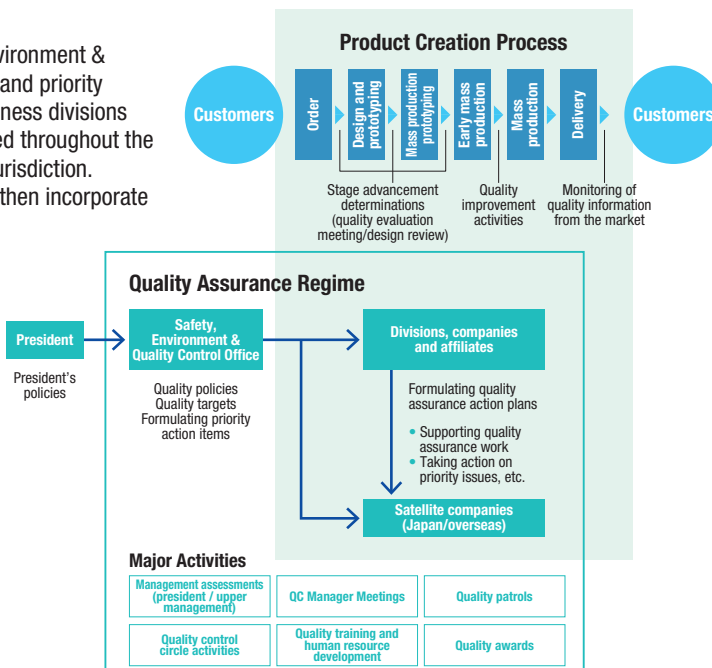 vironment &
and priority
ness divisions
ed throughout the
urisdiction.
then incorporate
Product Creation Process
Customers
Order
Design and
prototyping
Mass production
prototyping
Early mass
production
Mass
production
Delivery
Customers
Stage advancement
determinations
(quality evaluation
meeting/design review)
Quality
improvement
activities
Monitoring of
quality information
from the market
Quality Assurance Regime
President
President's
policies
Safety,
Environment &
Quality Control Office
Quality policies
Quality targets
Formulating priority
action items
Divisions, companies
and affiliates
Formulating quality
assurance action plans
• Supporting quality
assurance work
• Taking action on
priority issues, etc.
Satellite companies
(Japan/overseas)
Major Activities
Management assessments
(president / upper
management)
QC Manager Meetings
Quality patrols
Quality control
circle activities
Quality training and
human resource
development
Quality awards